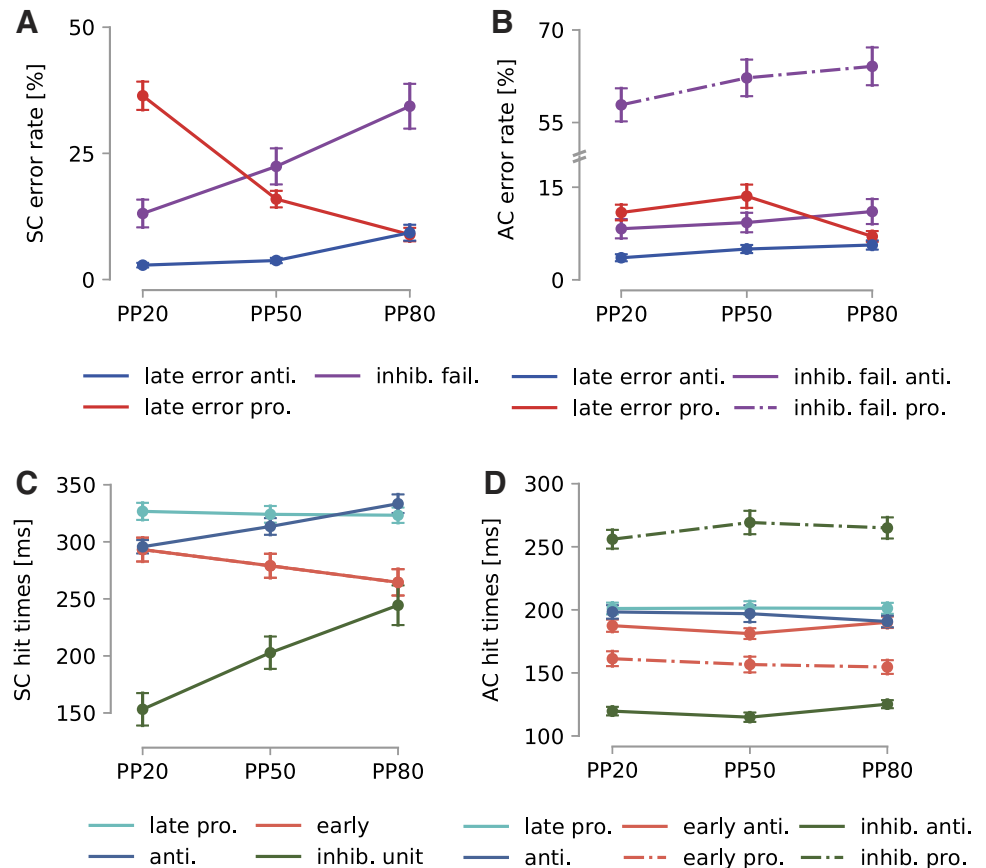 A
SC error rate [%]
50
25
0
PP20 PP50 PP80
late error anti. inhib. fail.
late error pro.
B
AC error rate [%]
70
55
15
0
PP20 PP50 PP80
late error anti. inhib. fail. anti.
late error pro. inhib. fail. pro.
C
SC hit times [ms]
350
300
250
200
150
PP20 PP50 PP80
late pro. early
anti. inhib. unit
D
AC hit times [ms]
300
250
200
150
100
PP20 PP50 PP80
late pro. early anti. inhib. anti.
anti. early pro. inhib. pro.